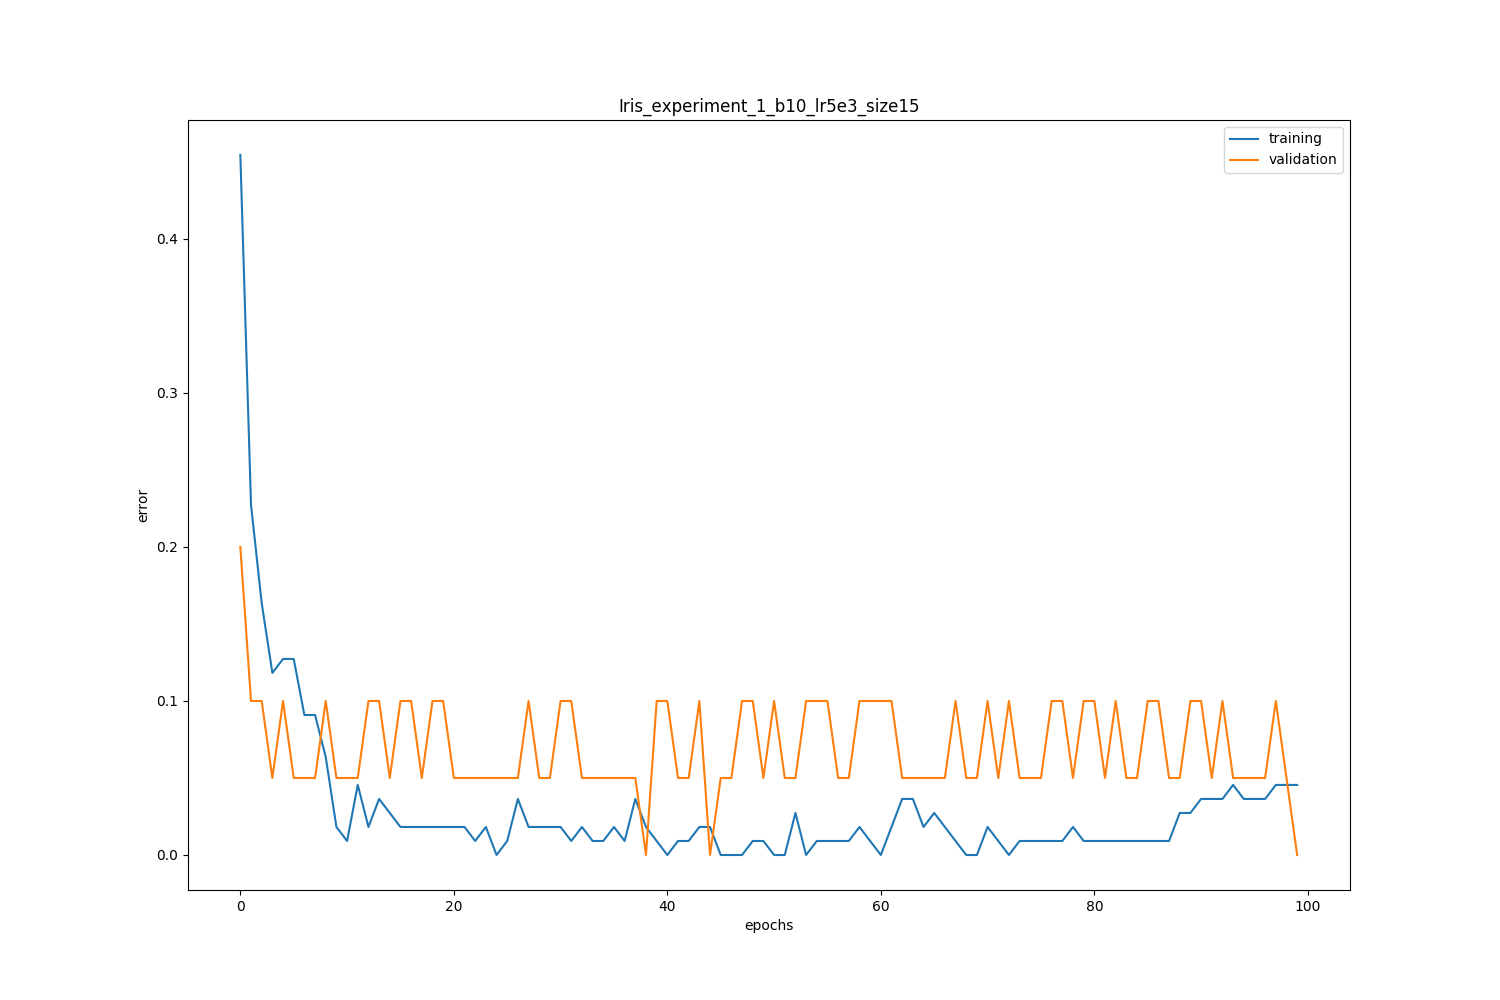 Iris_experiment_1_b10_lr5e3_size15
training
validation
0.4
0.3
0.2
0.1
0.0
error
0 20 40 60 80 100
epochs